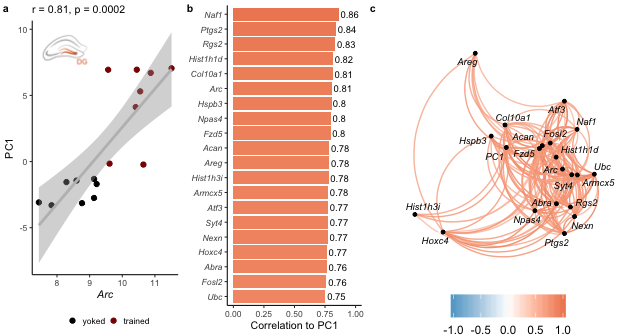 a
r = 0.81, p = 0.0002
DG
PC1
10
5
0
-5
8
9
10
11
Arc
yoked
trained
b
Naf1 0.86
Ptgs2 0.84
Rgs2 0.83
Hist1h1d 0.82
Col10a1 0.81
Arc 0.81
Hspb3 0.8
Npas4 0.8
Fzd5 0.8
Acan 0.78
Areg 0.78
Hist1h3i 0.78
Armcx5 0.78
Atf3 0.77
Syt4 0.77
Nexn 0.77
Hoxc4 0.77
Abra 0.76
Fosl2 0.76
Ubc 0.75
0.00 0.25 0.50 0.75 1.00
Correlation to PC1
c
Areg
Atf3
Col10a1
Naf1
Acan
Fosl2
Hspb3
PC1
Fzd5
Hist1h1d
Arc
Ubc
Syt4
Armcx5
Hist1h3i
Abra
Rgs2
Npas4
Nexn
Hoxc4
Ptgs2
-1.0 -0.5 0.0 0.5 1.0